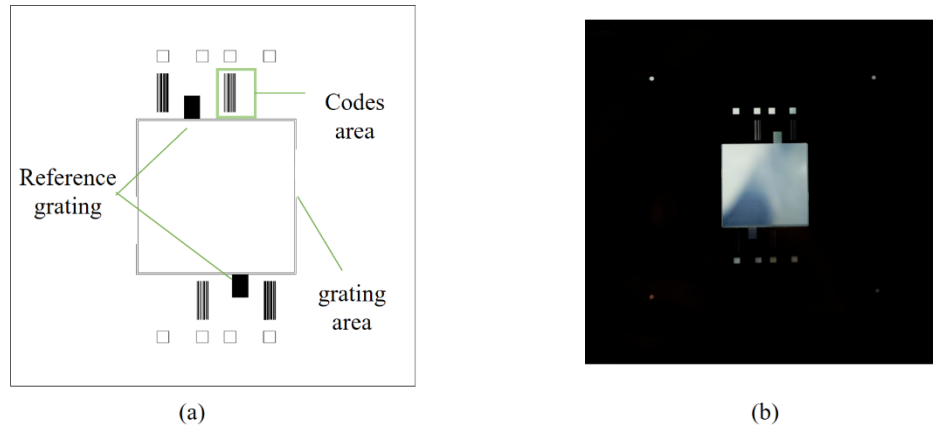 Codes
area
Reference
grating
grating
area
(a)
(b)